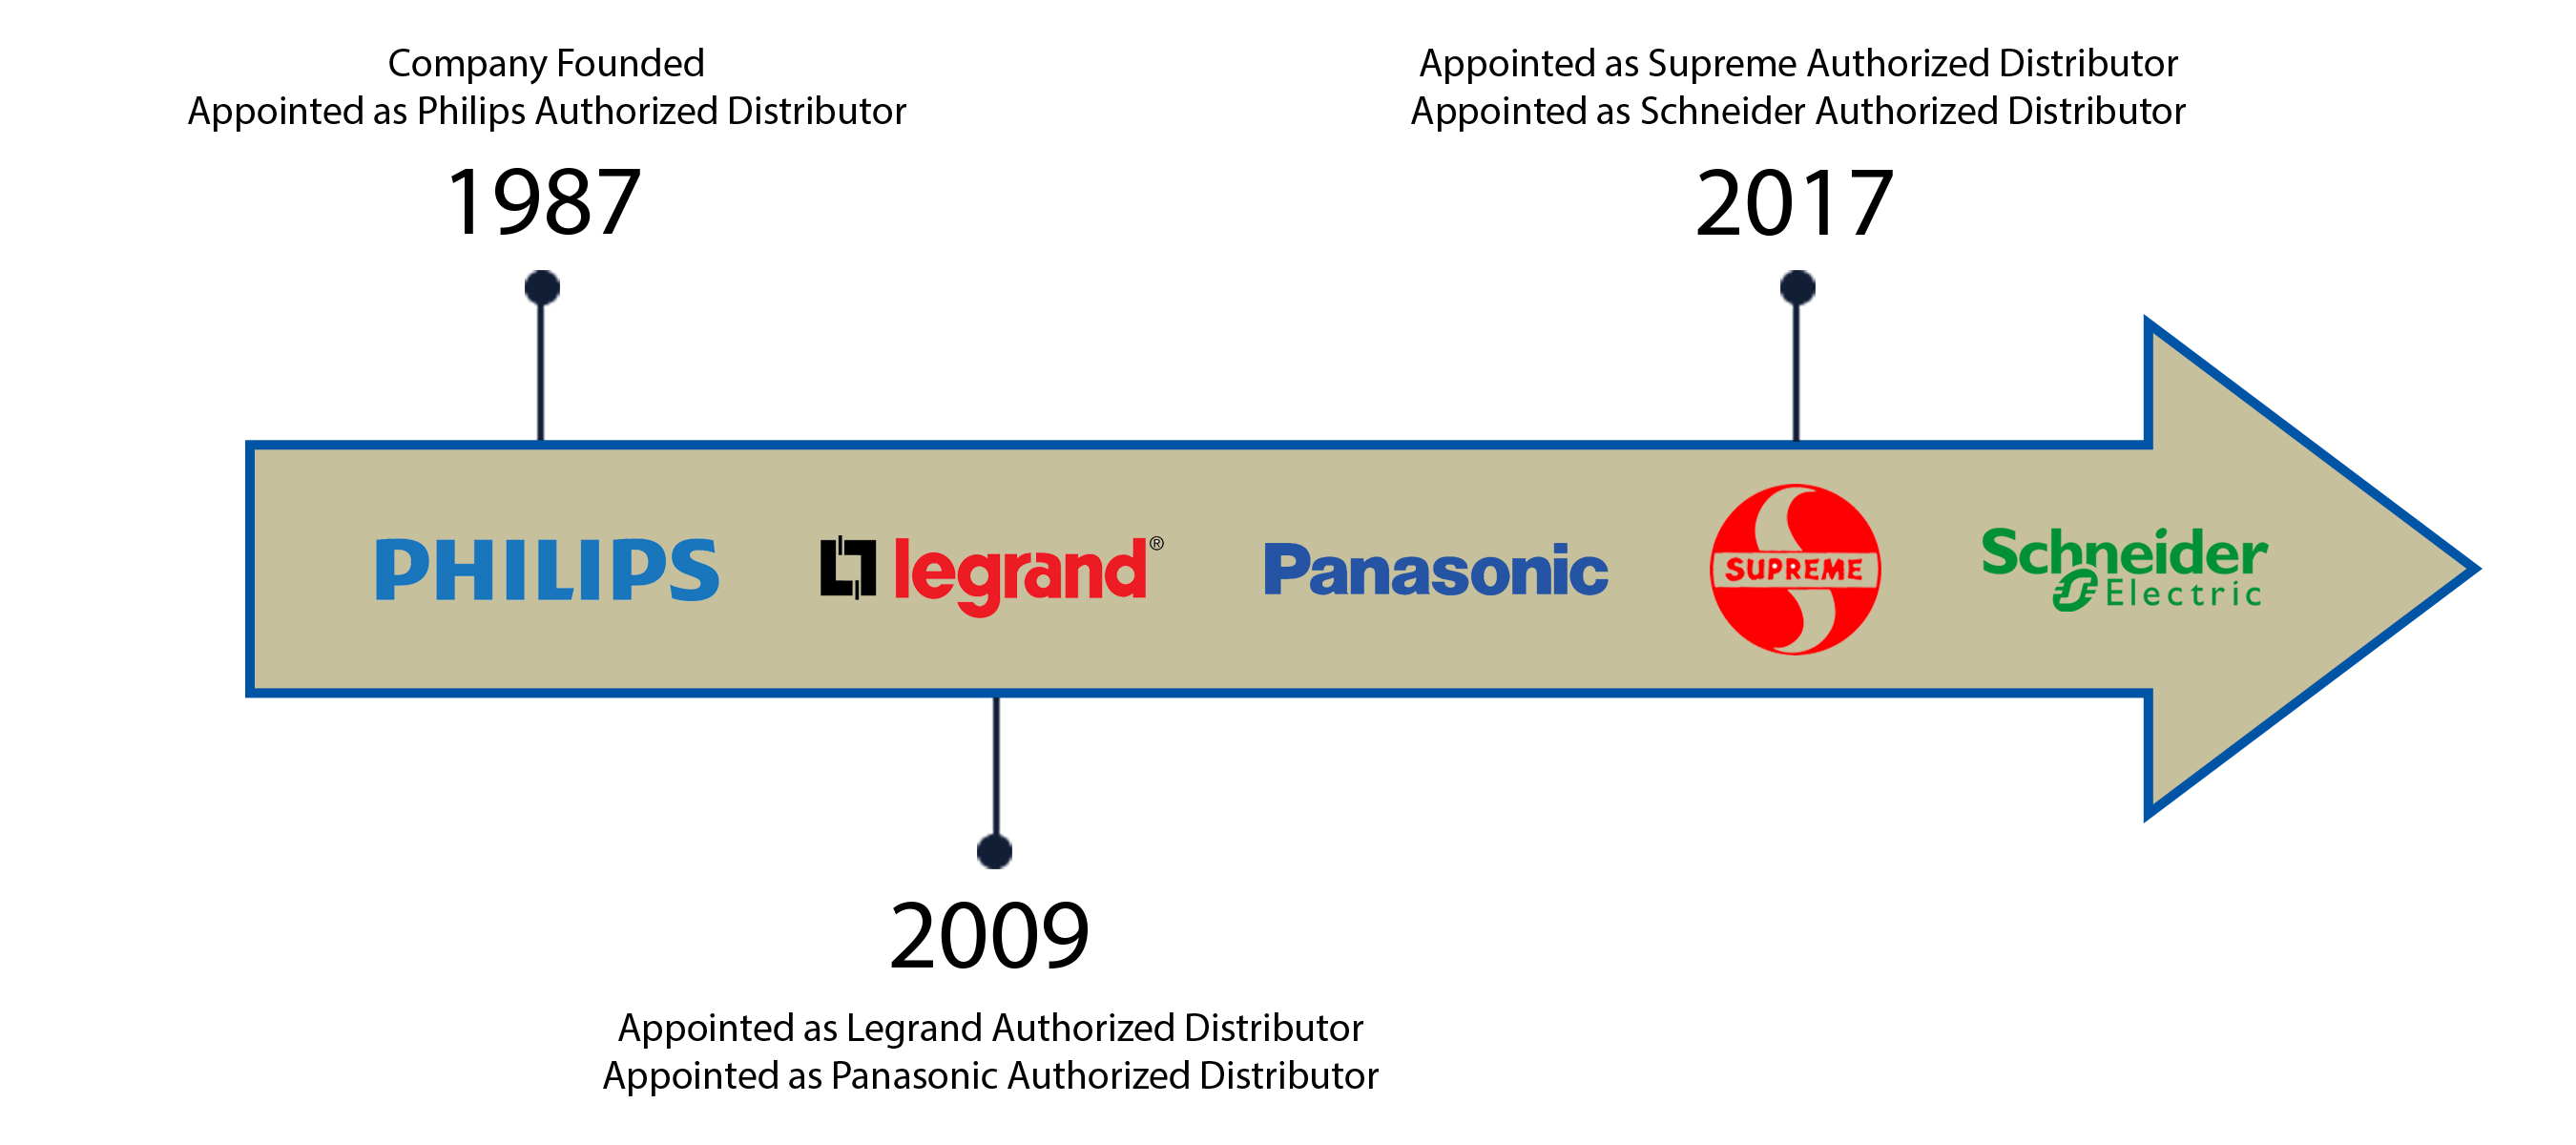 Company Founded
Appointed as Philips Authorized Distributor
1987
Appointed as Supreme Authorized Distributor
Appointed as Schneider Authorized Distributor
2017
PHILIPS
legrand®
Panasonic
SUPREME
Schneider
Electric
2009
Appointed as Legrand Authorized Distributor
Appointed as Panasonic Authorized Distributor